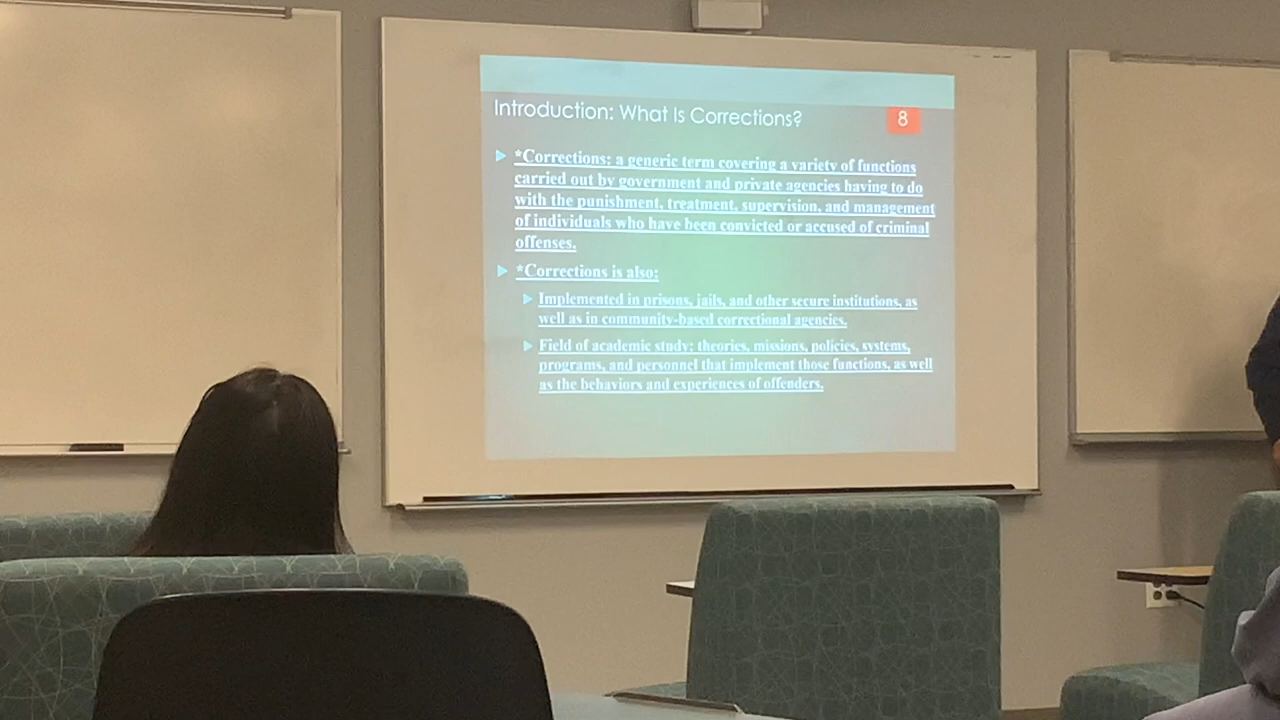 Introduction: What Is Corrections?
8
*Corrections: a generic term covering a variety of functions
carried out by government and private agencies having to do
with the punishment, treatment, supervision, and management
of individuals who have been convicted or accused of criminal
offenses.
*Corrections is also:
Implemented in prisons, jails, and other secure institutions, as
well as in community-based correctional agencies.
Field of academic study: theories, missions, policies, systems,
programs, and personnel that implement those functions, as well
as the behaviors and experiences of offenders.